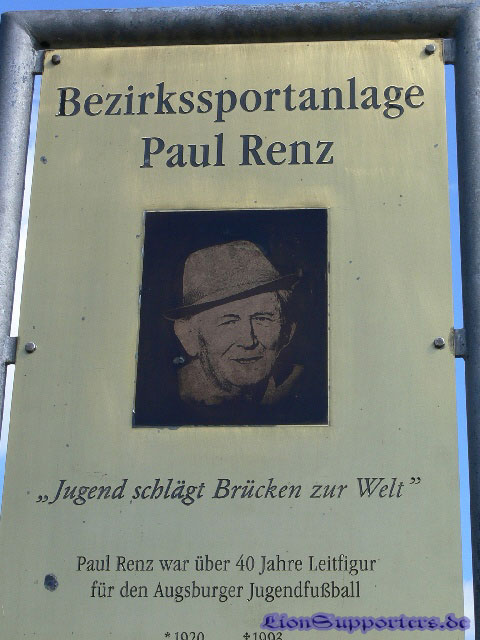 Bezirkssportanlage
Paul Renz
„Jugend schlägt Brücken zur Welt”
Paul Renz war über 40 Jahre Leitfigur
für den Augsburger Jugendfußball
*1920 †1993
LionSupporters.de